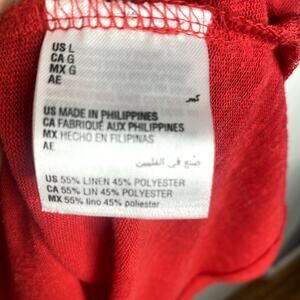 US L
CA G
MX G
AE
كبير
US MADE IN PHILIPPINES
CA FABRIQUÉ AUX PHILIPPINES
MX HECHO EN FILIPINAS
AE
صنع في الفلبين
US 55% LINEN 45% POLYESTER
CA 55% LIN 45% POLYESTER
MX 55% lino 45% poliester